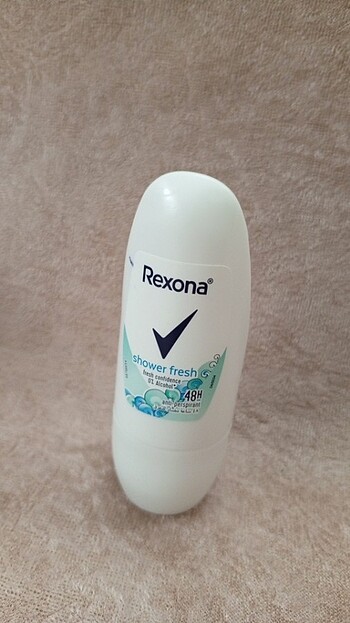 Rexona®
shower fresh
fresh confidence
0% Alcohol*
48H
anti-perspirant